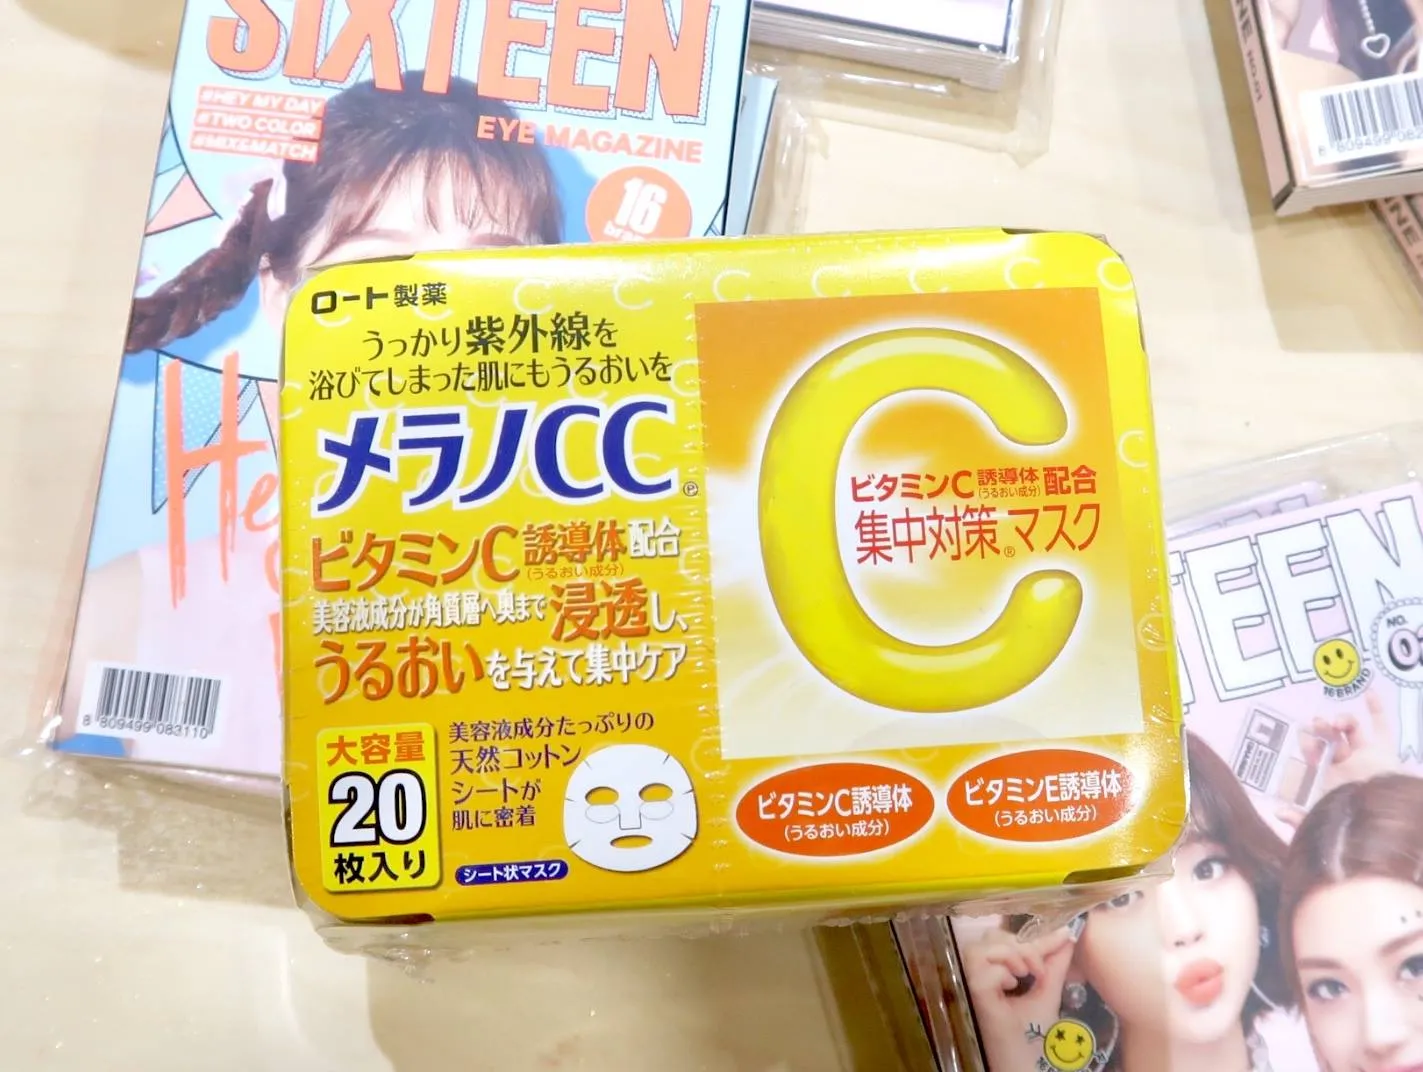 SIXTEEN
#HEY MY DAY
#TWO COLOR
#MIX&MATCH
EYE MAGAZINE
16
8 809499 083110
ロート製薬
うっかり紫外線を
浴びてしまった肌にもうるおいを
メラノCC
ビタミンC誘導体配合
(うるおい成分)
美容液成分が角質層へ奥まで浸透し、
うるおいを与えて集中ケア
大容量
20
枚入り
美容液成分たっぷりの
天然コットン
シートが
肌に密着
シート状マスク
ビタミンC誘導体配合
(うるおい成分)
集中対策®マスク
ビタミンC誘導体
(うるおい成分)
ビタミンE誘導体
(うるおい成分)
NO.
16BRAND